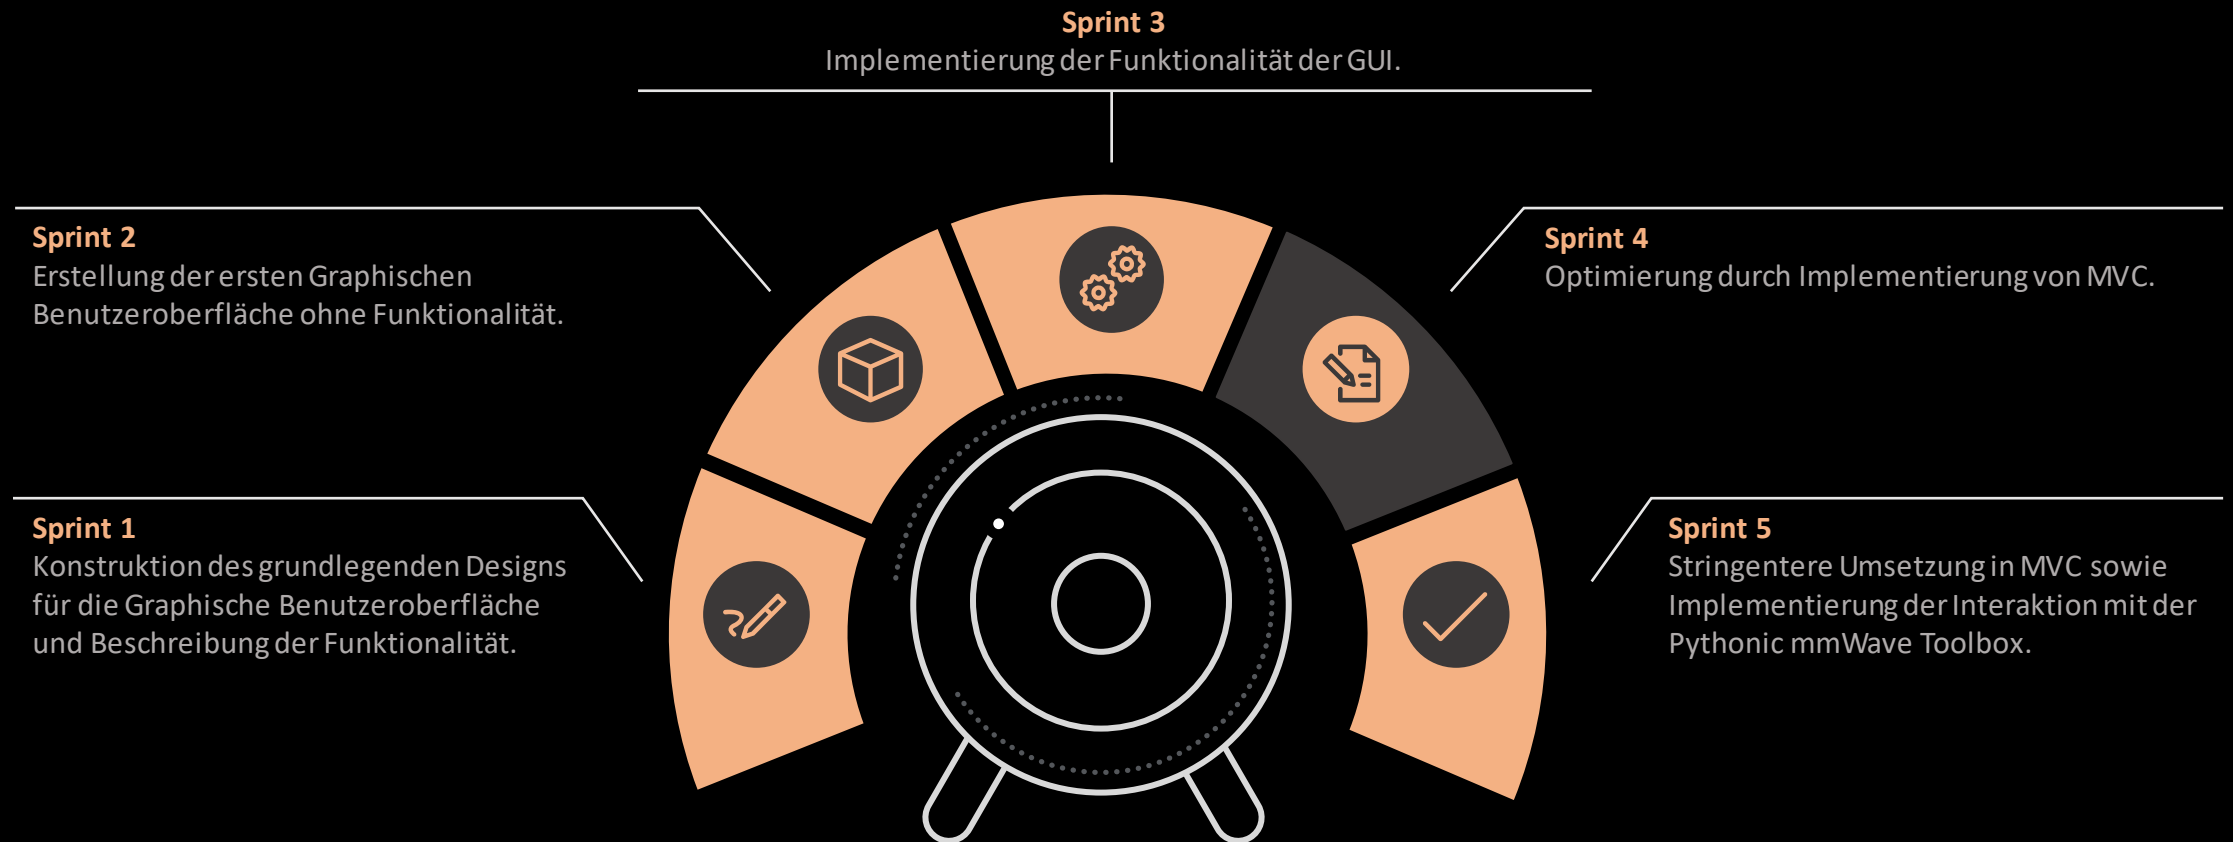 Sprint 3
Implementierung der Funktionalität der GUI.
Sprint 2
Erstellung der ersten Graphischen
Benutzeroberfläche ohne Funktionalität.
Sprint 4
Optimierung durch Implementierung von MVC.
Sprint 1
Konstruktion des grundlegenden Designs
für die Graphische Benutzeroberfläche
und Beschreibung der Funktionalität.
Sprint 5
Stringentere Umsetzung in MVC sowie
Implementierung der Interaktion mit der
Pythonic mmWave Toolbox.